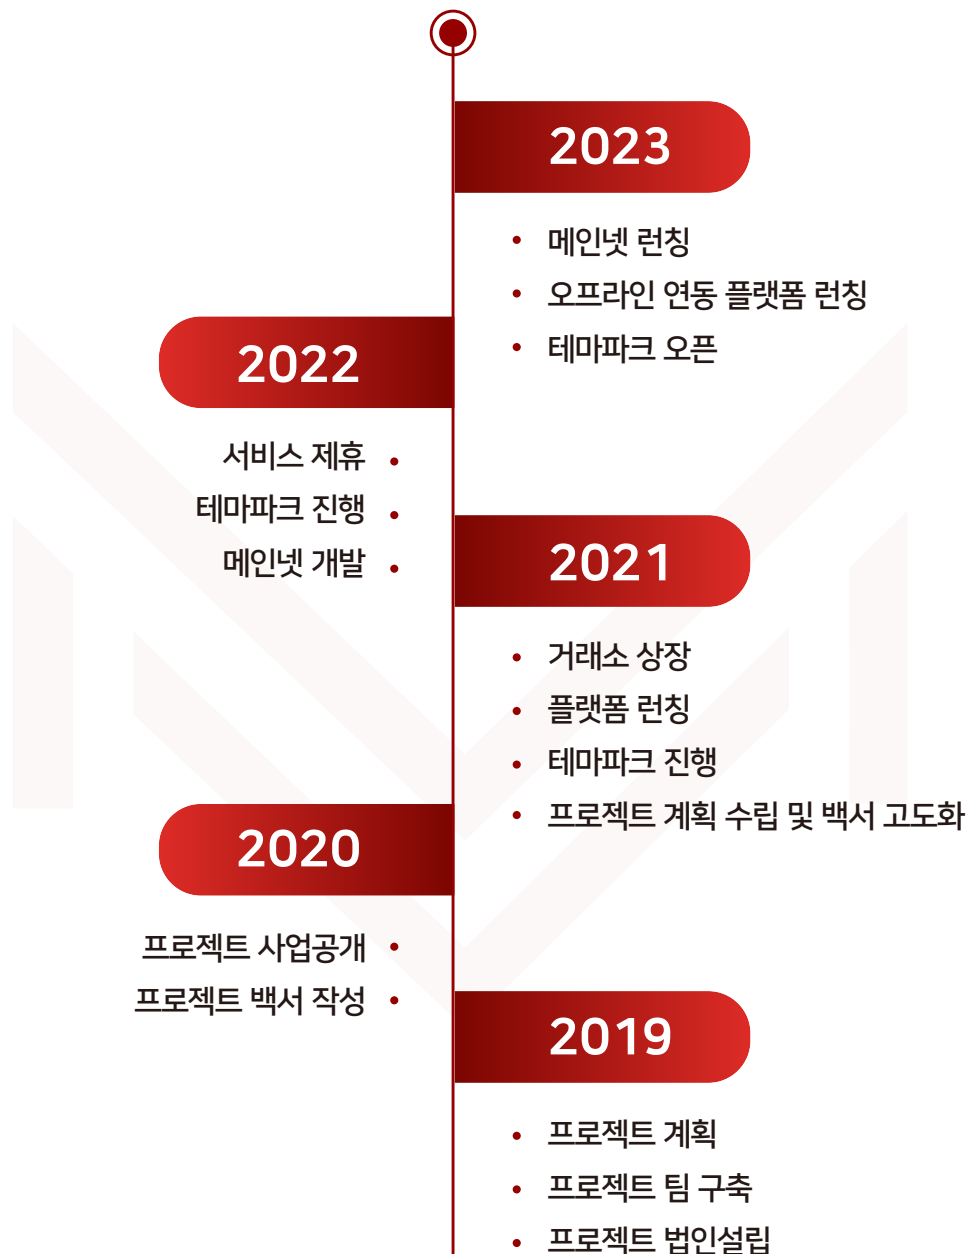 2023
• 메인넷 런칭
• 오프라인 연동 플랫폼 런칭
• 테마파크 오픈
2022
서비스 제휴 •
테마파크 진행 •
메인넷 개발 •
2021
• 거래소 상장
• 플랫폼 런칭
• 테마파크 진행
• 프로젝트 계획 수립 및 백서 고도화
2020
프로젝트 사업공개 •
프로젝트 백서 작성 •
2019
• 프로젝트 계획
• 프로젝트 팀 구축
• 프로젝트 법인설립